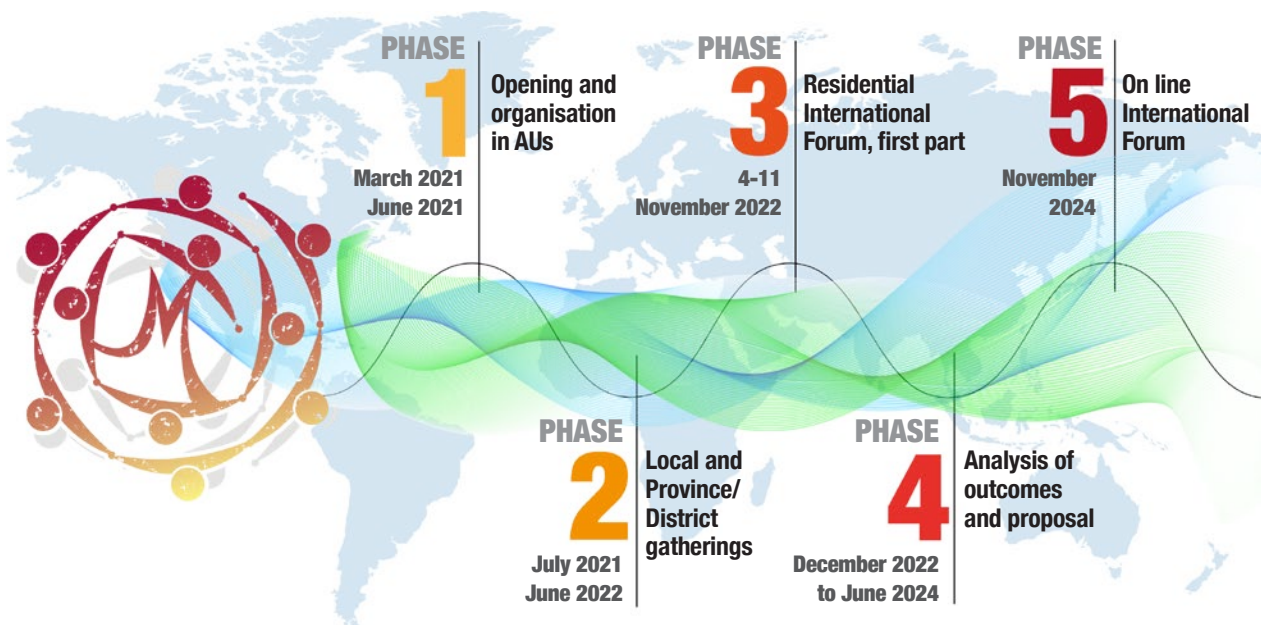 PHASE
1
Opening and
organisation
in AUs
March 2021
June 2021
PHASE
2
Local and
Province/
District
gatherings
July 2021
June 2022
PHASE
3
Residential
International
Forum, first part
4-11
November 2022
PHASE
4
Analysis of
outcomes
and proposal
December 2022
to June 2024
PHASE
5
On line
International
Forum
November
2024